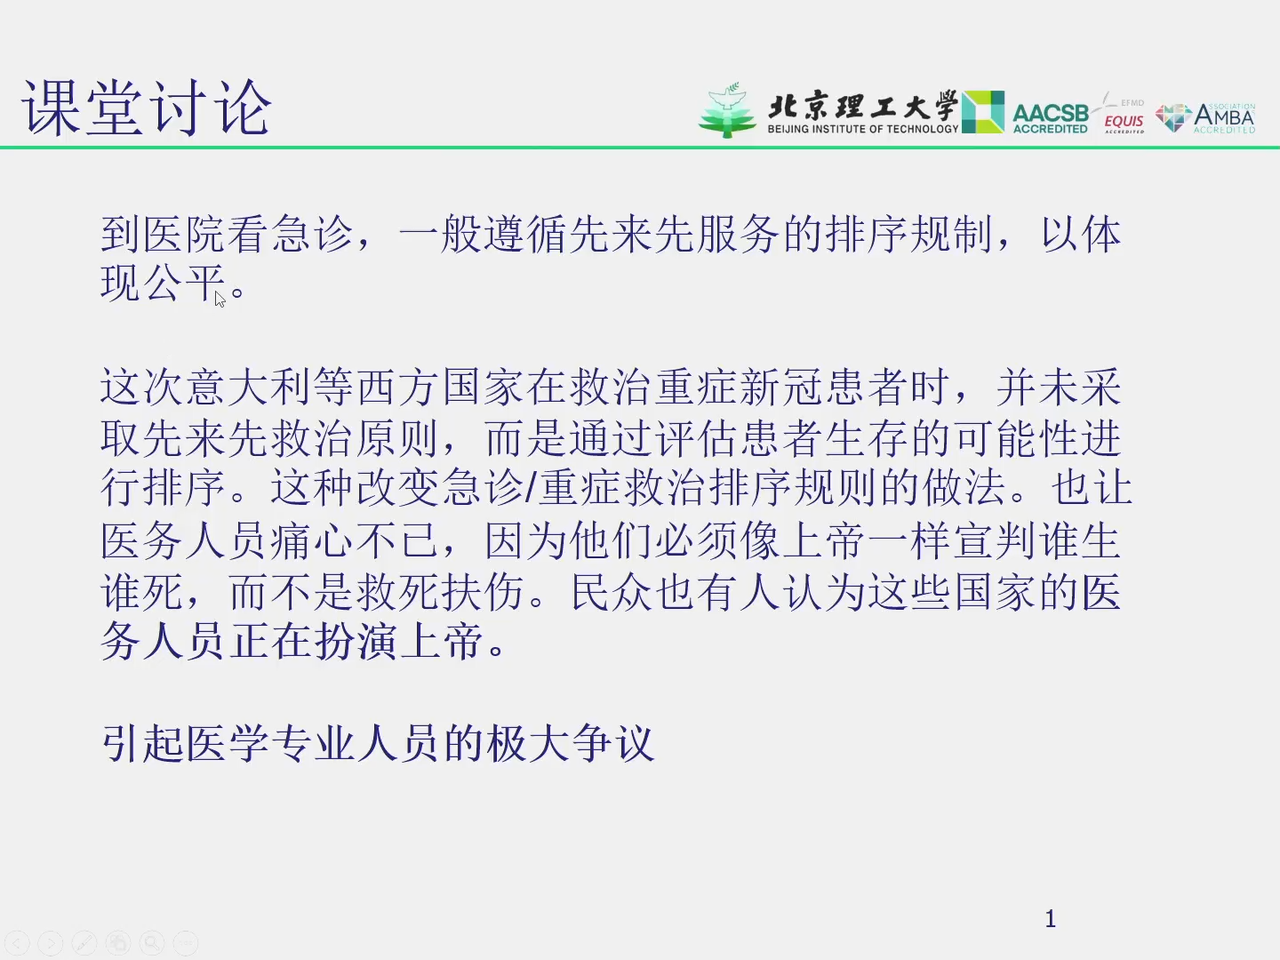 课堂讨论
北京理工大学
BEIJING INSTITUTE OF TECHNOLOGY
AACSB
ACCREDITED
EFMD
EQUIS
ACCREDITED
ASSOCIATION
AMBA
ACCREDITED
到医院看急诊，一般遵循先来先服务的排序规制，以体
现公平。
这次意大利等西方国家在救治重症新冠患者时，并未采
取先来先救治原则，而是通过评估患者生存的可能性进
行排序。这种改变急诊/重症救治排序规则的做法。也让
医务人员痛心不已，因为他们必须像上帝一样宣判谁生
谁死，而不是救死扶伤。民众也有人认为这些国家的医
务人员正在扮演上帝。
引起医学专业人员的极大争议
1